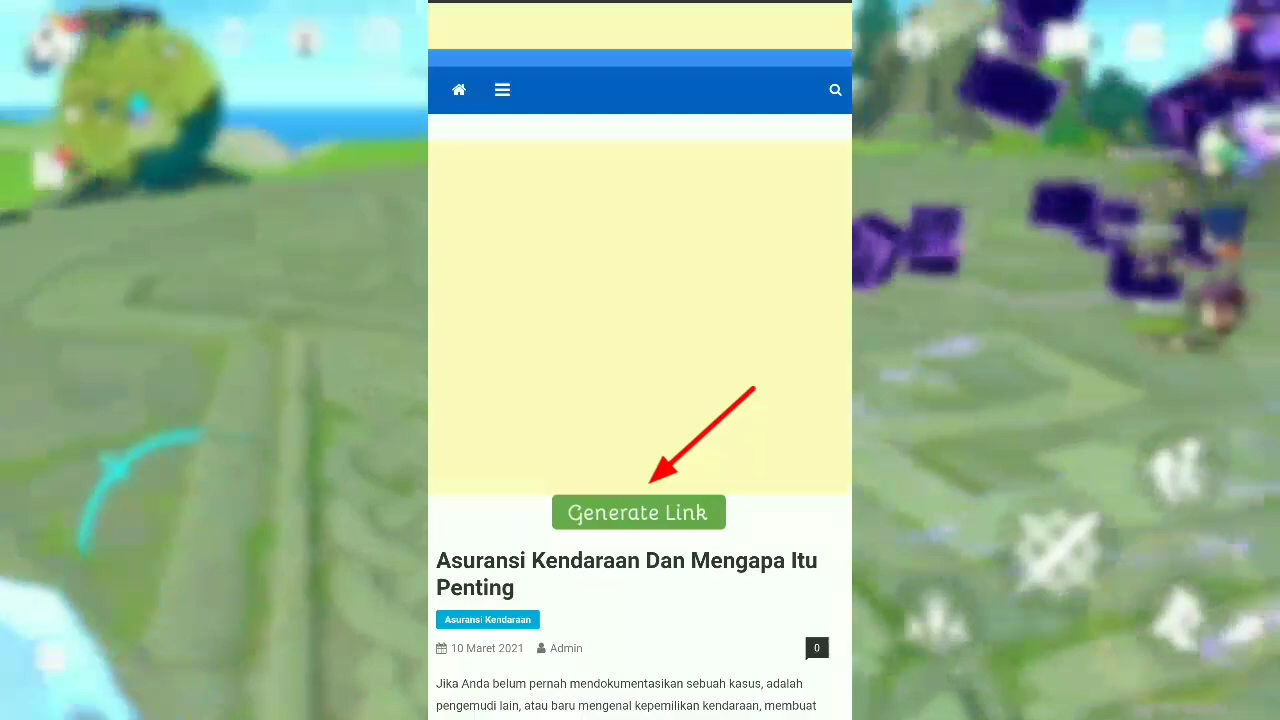 Generate Link
Asuransi Kendaraan Dan Mengapa Itu
Penting
Asuransi Kendaraan
10 Maret 2021 Admin 0
Jika Anda belum pernah mendokumentasikan sebuah kasus, adalah
pengemudi lain, atau baru mengenal kepemilikan kendaraan, membuat